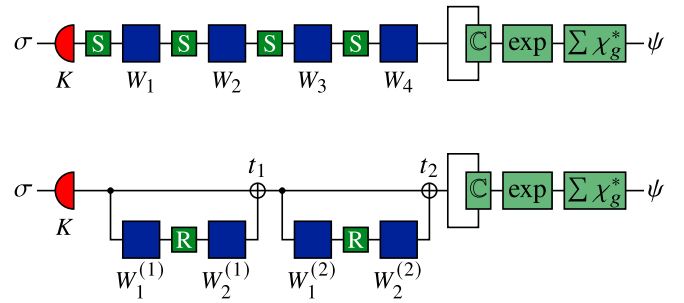 σ S S S S ℂ exp ∑ χ*g ψ
K W1 W2 W3 W4
t1 t2
σ ℂ exp ∑ χ*g ψ
K R R
W1(1) W2(1) W1(2) W2(2)